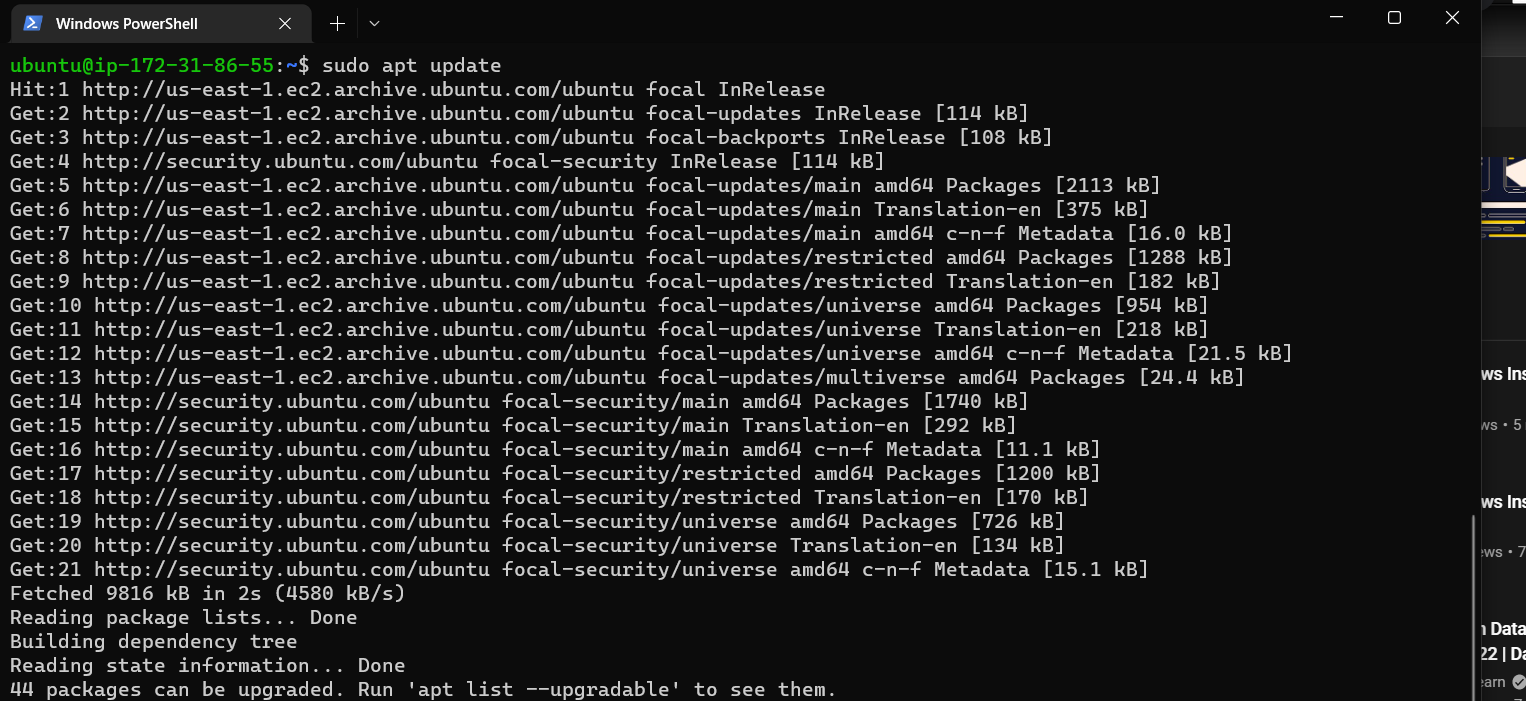 Windows PowerShell
ubuntu@ip-172-31-86-55:~$ sudo apt update
Hit:1 http://us-east-1.ec2.archive.ubuntu.com/ubuntu focal InRelease
Get:2 http://us-east-1.ec2.archive.ubuntu.com/ubuntu focal-updates InRelease [114 kB]
Get:3 http://us-east-1.ec2.archive.ubuntu.com/ubuntu focal-backports InRelease [108 kB]
Get:4 http://security.ubuntu.com/ubuntu focal-security InRelease [114 kB]
Get:5 http://us-east-1.ec2.archive.ubuntu.com/ubuntu focal-updates/main amd64 Packages [2113 kB]
Get:6 http://us-east-1.ec2.archive.ubuntu.com/ubuntu focal-updates/main Translation-en [375 kB]
Get:7 http://us-east-1.ec2.archive.ubuntu.com/ubuntu focal-updates/main amd64 c-n-f Metadata [16.0 kB]
Get:8 http://us-east-1.ec2.archive.ubuntu.com/ubuntu focal-updates/restricted amd64 Packages [1288 kB]
Get:9 http://us-east-1.ec2.archive.ubuntu.com/ubuntu focal-updates/restricted Translation-en [182 kB]
Get:10 http://us-east-1.ec2.archive.ubuntu.com/ubuntu focal-updates/universe amd64 Packages [954 kB]
Get:11 http://us-east-1.ec2.archive.ubuntu.com/ubuntu focal-updates/universe Translation-en [218 kB]
Get:12 http://us-east-1.ec2.archive.ubuntu.com/ubuntu focal-updates/universe amd64 c-n-f Metadata [21.5 kB]
Get:13 http://us-east-1.ec2.archive.ubuntu.com/ubuntu focal-updates/multiverse amd64 Packages [24.4 kB]
Get:14 http://security.ubuntu.com/ubuntu focal-security/main amd64 Packages [1740 kB]
Get:15 http://security.ubuntu.com/ubuntu focal-security/main Translation-en [292 kB]
Get:16 http://security.ubuntu.com/ubuntu focal-security/main amd64 c-n-f Metadata [11.1 kB]
Get:17 http://security.ubuntu.com/ubuntu focal-security/restricted amd64 Packages [1200 kB]
Get:18 http://security.ubuntu.com/ubuntu focal-security/restricted Translation-en [170 kB]
Get:19 http://security.ubuntu.com/ubuntu focal-security/universe amd64 Packages [726 kB]
Get:20 http://security.ubuntu.com/ubuntu focal-security/universe Translation-en [134 kB]
Get:21 http://security.ubuntu.com/ubuntu focal-security/universe amd64 c-n-f Metadata [15.1 kB]
Fetched 9816 kB in 2s (4580 kB/s)
Reading package lists... Done
Building dependency tree
Reading state information... Done
44 packages can be upgraded. Run 'apt list --upgradable' to see them.